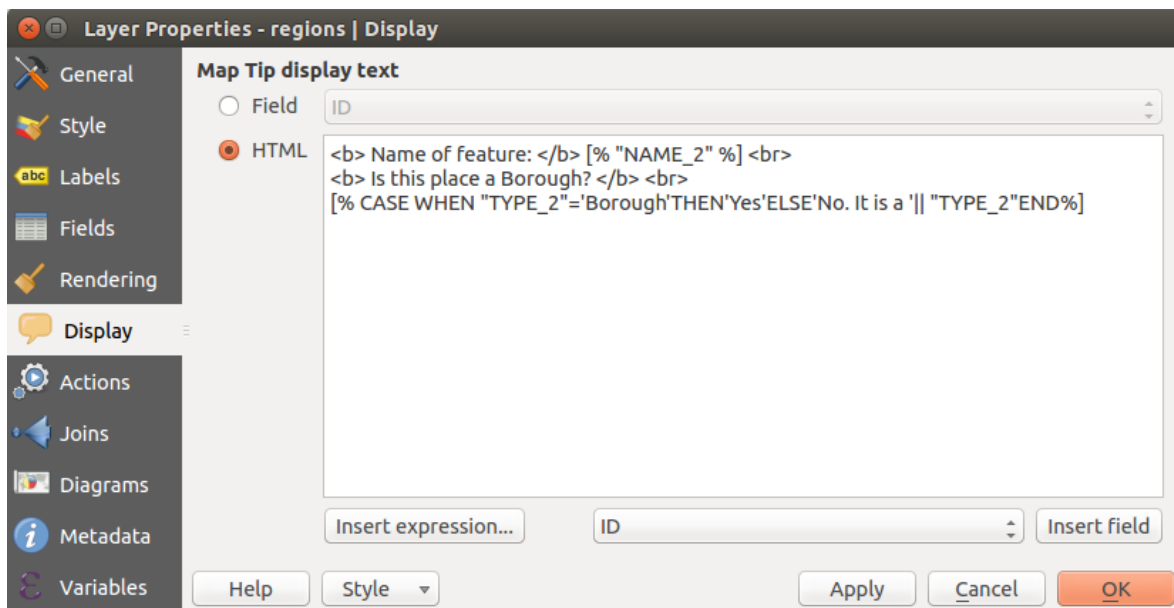 Layer Properties - regions | Display
General
Style
abc Labels
Fields
Rendering
Display
Actions
Joins
Diagrams
Metadata
Variables
Map Tip display text
Field
ID
HTML
<b> Name of feature: </b> [% "NAME_2" %] <br>
<b> Is this place a Borough? </b> <br>
[% CASE WHEN "TYPE_2"='Borough'THEN'Yes'ELSE'No. It is a '|| "TYPE_2"END%]
Insert expression... ID Insert field
Help Style Apply Cancel OK